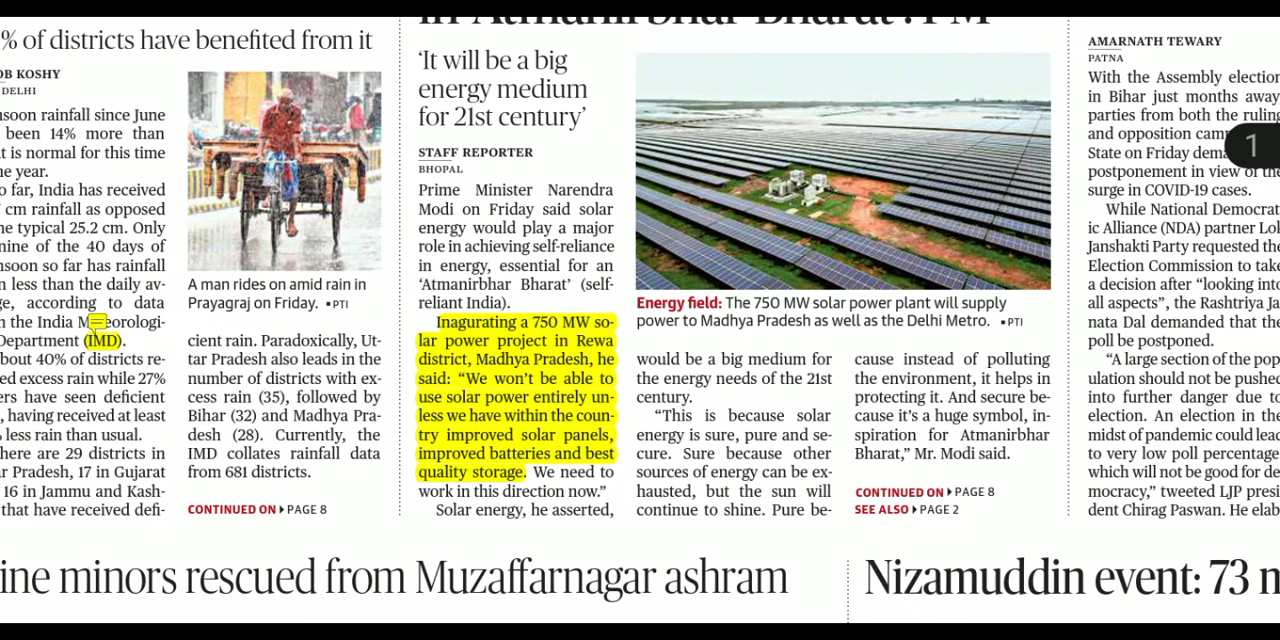 % of districts have benefited from it
OB KOSHY
DELHI
soon rainfall since June
been 14% more than
t is normal for this time
he year.
o far, India has received
cm rainfall as opposed
he typical 25.2 cm. Only
nine of the 40 days of
nsoon so far has rainfall
n less than the daily av-
ge, according to data
n the India M eorologi-
Department (IMD).
bout 40% of districts re-
ed excess rain while 27%
ers have seen deficient
, having received at least
less rain than usual.
here are 29 districts in
ar Pradesh, 17 in Gujarat
16 in Jammu and Kash-
that have received defi-
A man rides on amid rain in
Prayagraj on Friday. ▪PTI
cient rain. Paradoxically, Ut-
tar Pradesh also leads in the
number of districts with ex-
cess rain (35), followed by
Bihar (32) and Madhya Pra-
desh (28). Currently, the
IMD collates rainfall data
from 681 districts.
CONTINUED ON ▸ PAGE 8
in 'Atmanirbhar Bharat': PM
‘It will be a big
energy medium
for 21st century’
STAFF REPORTER
BHOPAL
Prime Minister Narendra
Modi on Friday said solar
energy would play a major
role in achieving self-reliance
in energy, essential for an
‘Atmanirbhar Bharat’ (self-
reliant India).
Inagurating a 750 MW so-
lar power project in Rewa
district, Madhya Pradesh, he
said: “We won’t be able to
use solar power entirely un-
less we have within the coun-
try improved solar panels,
improved batteries and best
quality storage. We need to
work in this direction now.”
Solar energy, he asserted,
Energy field: The 750 MW solar power plant will supply
power to Madhya Pradesh as well as the Delhi Metro. ▪PTI
would be a big medium for
the energy needs of the 21st
century.
“This is because solar
energy is sure, pure and se-
cure. Sure because other
sources of energy can be ex-
hausted, but the sun will
continue to shine. Pure be-
cause instead of polluting
the environment, it helps in
protecting it. And secure be-
cause it’s a huge symbol, in-
spiration for Atmanirbhar
Bharat,” Mr. Modi said.
CONTINUED ON ▸ PAGE 8
SEE ALSO ▸ PAGE 2
AMARNATH TEWARY
PATNA
With the Assembly election
in Bihar just months away
parties from both the ruling
and opposition cam
State on Friday dema
postponement in view of the
surge in COVID-19 cases.
While National Democrat-
ic Alliance (NDA) partner Lok
Janshakti Party requested the
Election Commission to take
a decision after “looking into
all aspects”, the Rashtriya Ja
nata Dal demanded that the
poll be postponed.
“A large section of the pop
ulation should not be pushed
into further danger due to
election. An election in the
midst of pandemic could lead
to very low poll percentage
which will not be good for de
mocracy,” tweeted LJP presi
dent Chirag Paswan. He elab
1
ine minors rescued from Muzaffarnagar ashram
Nizamuddin event: 73 m